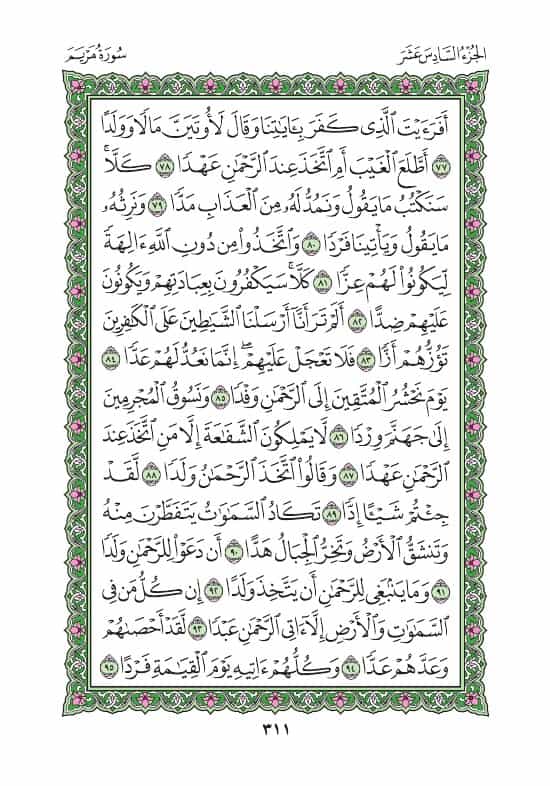 الجزء السادس عشر
سورة مريم
أَفَرَءَيْتَ ٱلَّذِى كَفَرَ بِـَٔايَـٰتِنَا وَقَالَ لَأُوتَيَنَّ مَالًا وَوَلَدًا
٧٧ أَطَّلَعَ ٱلْغَيْبَ أَمِ ٱتَّخَذَ عِندَ ٱلرَّحْمَـٰنِ عَهْدًا ٧٨ كَلَّا ۚ
سَنَكْتُبُ مَا يَقُولُ وَنَمُدُّ لَهُۥ مِنَ ٱلْعَذَابِ مَدًّا ٧٩ وَنَرِثُهُۥ
مَا يَقُولُ وَيَأْتِينَا فَرْدًا ٨٠ وَٱتَّخَذُوا۟ مِن دُونِ ٱللَّهِ ءَالِهَةً
لِّيَكُونُوا۟ لَهُمْ عِزًّا ٨١ كَلَّا ۚ سَيَكْفُرُونَ بِعِبَادَتِهِمْ وَيَكُونُونَ
عَلَيْهِمْ ضِدًّا ٨٢ أَلَمْ تَرَ أَنَّآ أَرْسَلْنَا ٱلشَّيَـٰطِينَ عَلَى ٱلْكَـٰفِرِينَ
تَؤُزُّهُمْ أَزًّا ٨٣ فَلَا تَعْجَلْ عَلَيْهِمْ ۖ إِنَّمَا نَعُدُّ لَهُمْ عَدًّا ٨٤
يَوْمَ نَحْشُرُ ٱلْمُتَّقِينَ إِلَى ٱلرَّحْمَـٰنِ وَفْدًا ٨٥ وَنَسُوقُ ٱلْمُجْرِمِينَ
إِلَىٰ جَهَنَّمَ وِرْدًا ٨٦ لَّا يَمْلِكُونَ ٱلشَّفَـٰعَةَ إِلَّا مَنِ ٱتَّخَذَ عِندَ
ٱلرَّحْمَـٰنِ عَهْدًا ٨٧ وَقَالُوا۟ ٱتَّخَذَ ٱلرَّحْمَـٰنُ وَلَدًا ٨٨ لَّقَدْ
جِئْتُمْ شَيْـًٔا إِدًّا ٨٩ تَكَادُ ٱلسَّمَـٰوَٰتُ يَتَفَطَّرْنَ مِنْهُ
وَتَنشَقُّ ٱلْأَرْضُ وَتَخِرُّ ٱلْجِبَالُ هَدًّا ٩٠ أَن دَعَوْا۟ لِلرَّحْمَـٰنِ وَلَدًا
٩١ وَمَا يَنۢبَغِى لِلرَّحْمَـٰنِ أَن يَتَّخِذَ وَلَدًا ٩٢ إِن كُلُّ مَن فِى
ٱلسَّمَـٰوَٰتِ وَٱلْأَرْضِ إِلَّآ ءَاتِى ٱلرَّحْمَـٰنِ عَبْدًا ٩٣ لَّقَدْ أَحْصَىٰهُمْ
وَعَدَّهُمْ عَدًّا ٩٤ وَكُلُّهُمْ ءَاتِيهِ يَوْمَ ٱلْقِيَـٰمَةِ فَرْدًا ٩٥
٣١١